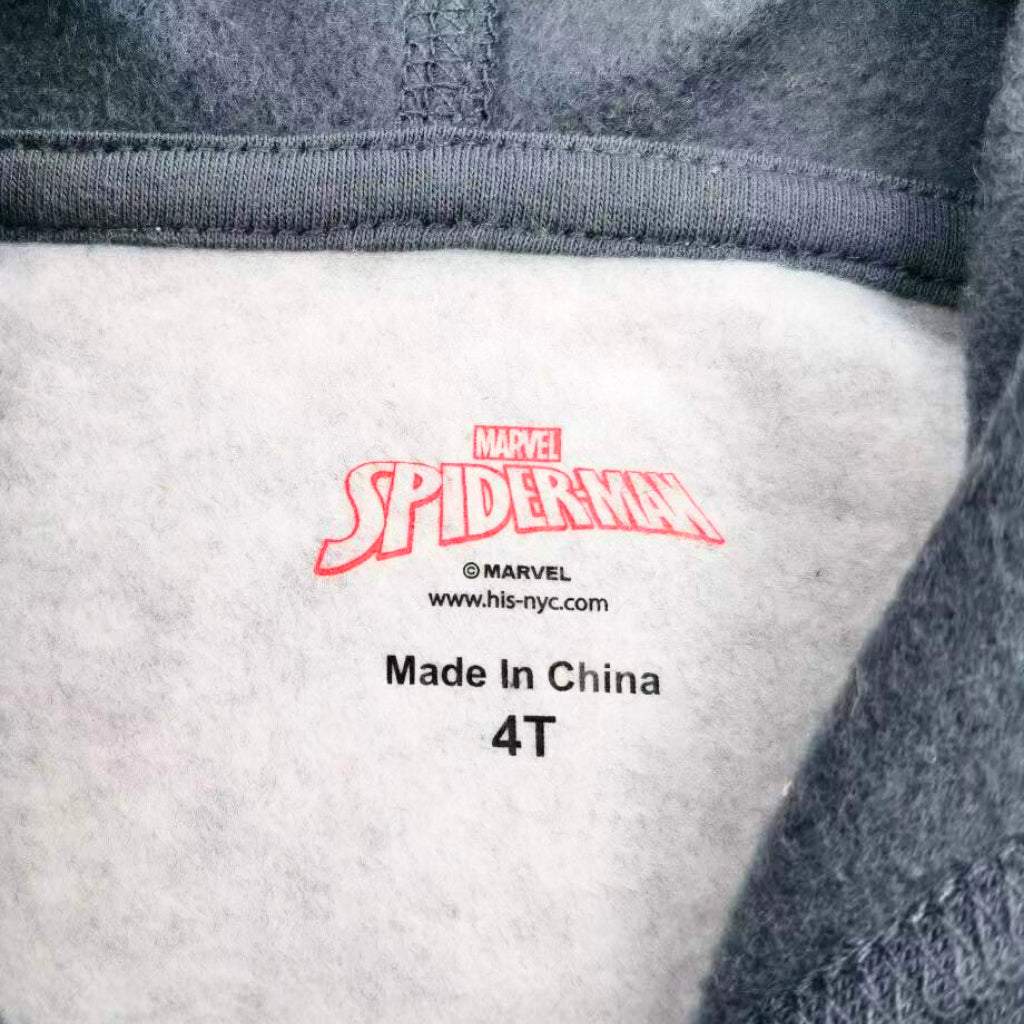 MARVEL
SPIDER-MAN
© MARVEL
www.his-nyc.com
Made In China
4T